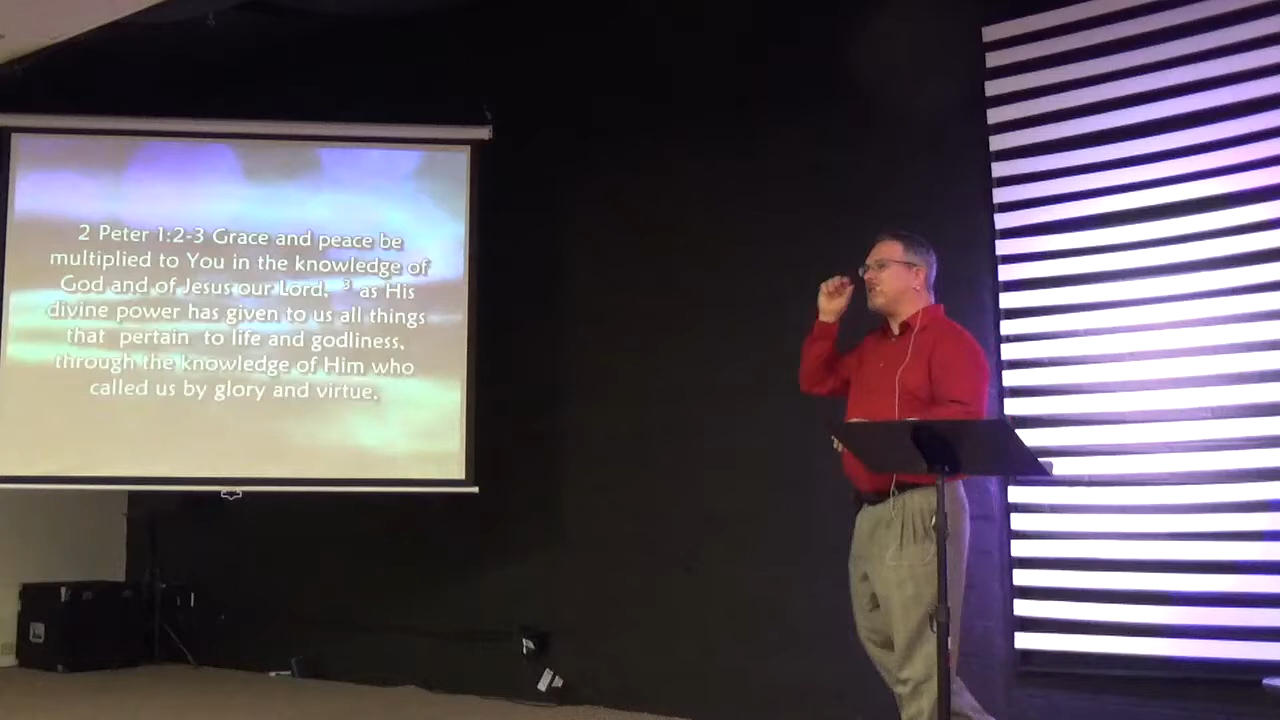 2 Peter 1:2-3 Grace and peace be
multiplied to You in the knowledge of
God and of Jesus our Lord, ³ as His
divine power has given to us all things
that pertain to life and godliness,
through the knowledge of Him who
called us by glory and virtue.